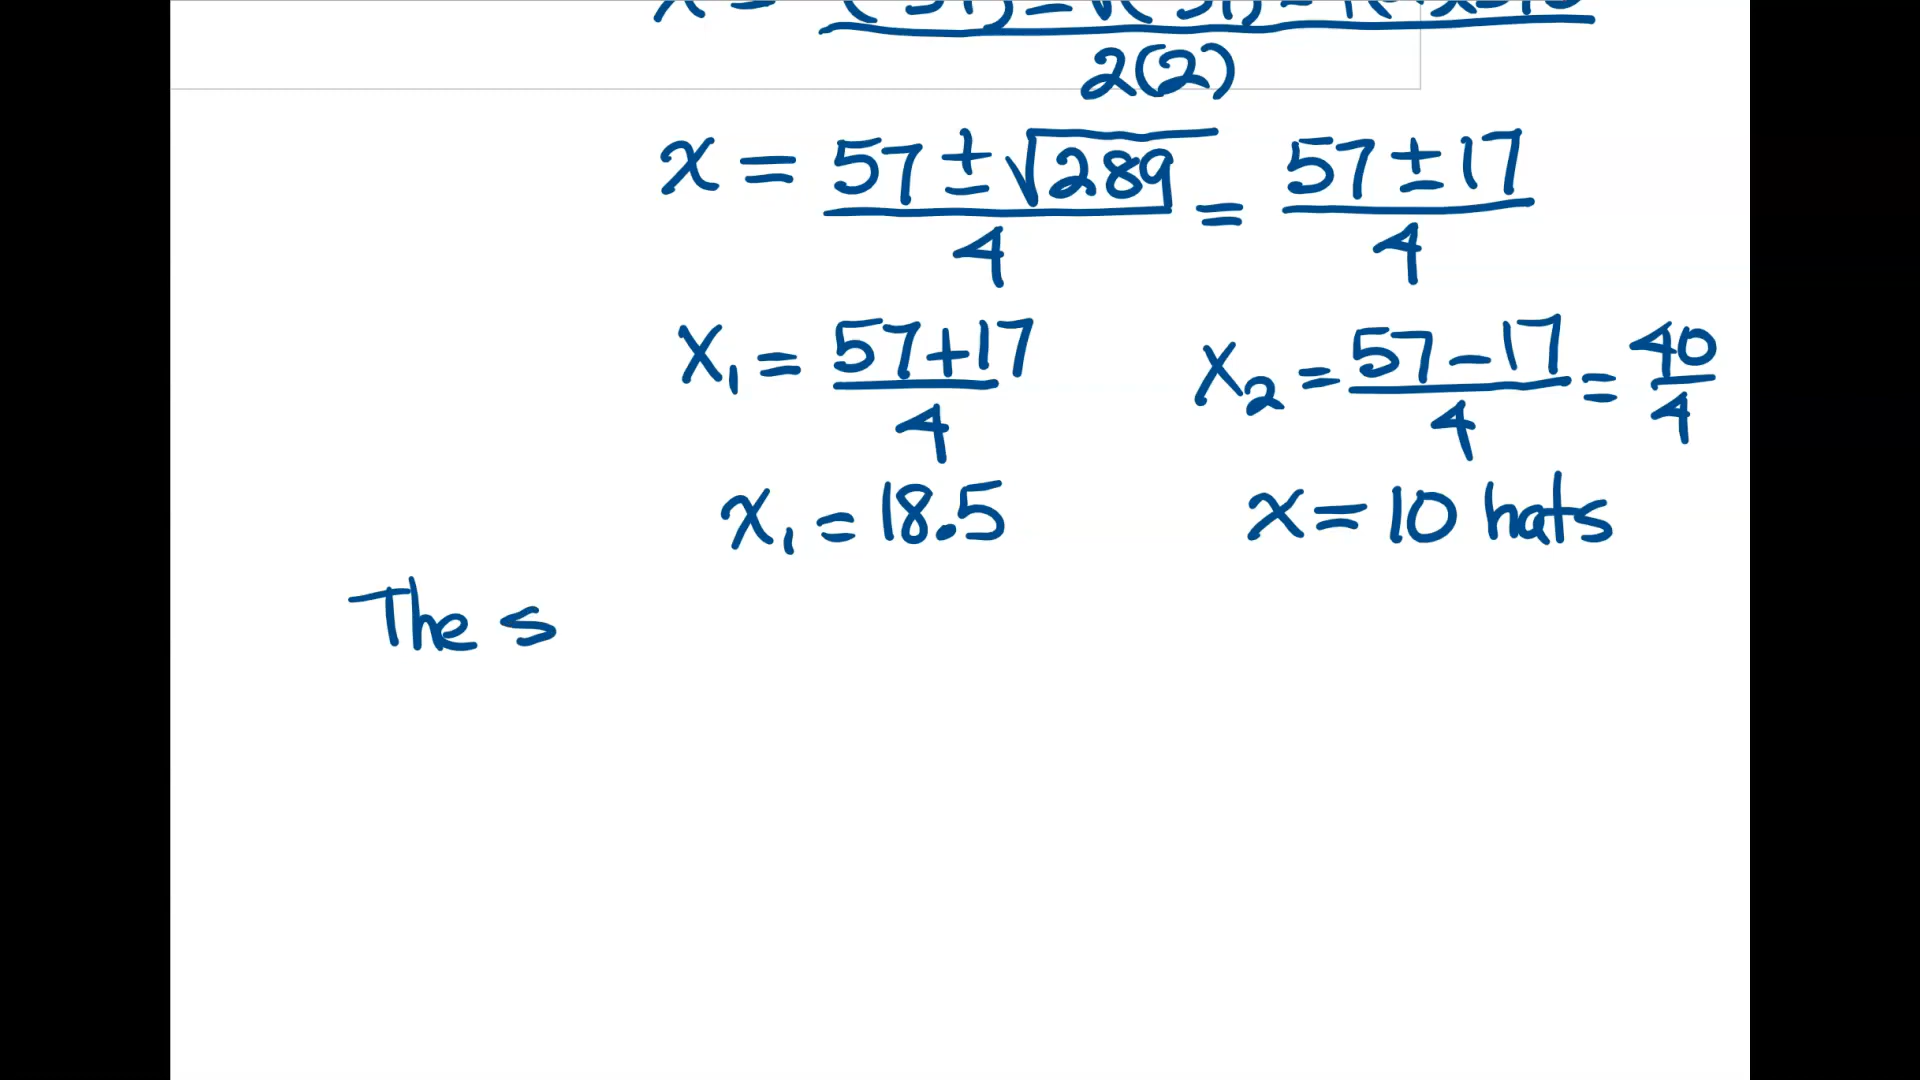 2(2)
x = 57 ± √289 / 4 = 57 ± 17 / 4
x₁ = 57 + 17 / 4    x₂ = 57 − 17 / 4 = 40 / 4
x₁ = 18.5    x = 10 hats
The s